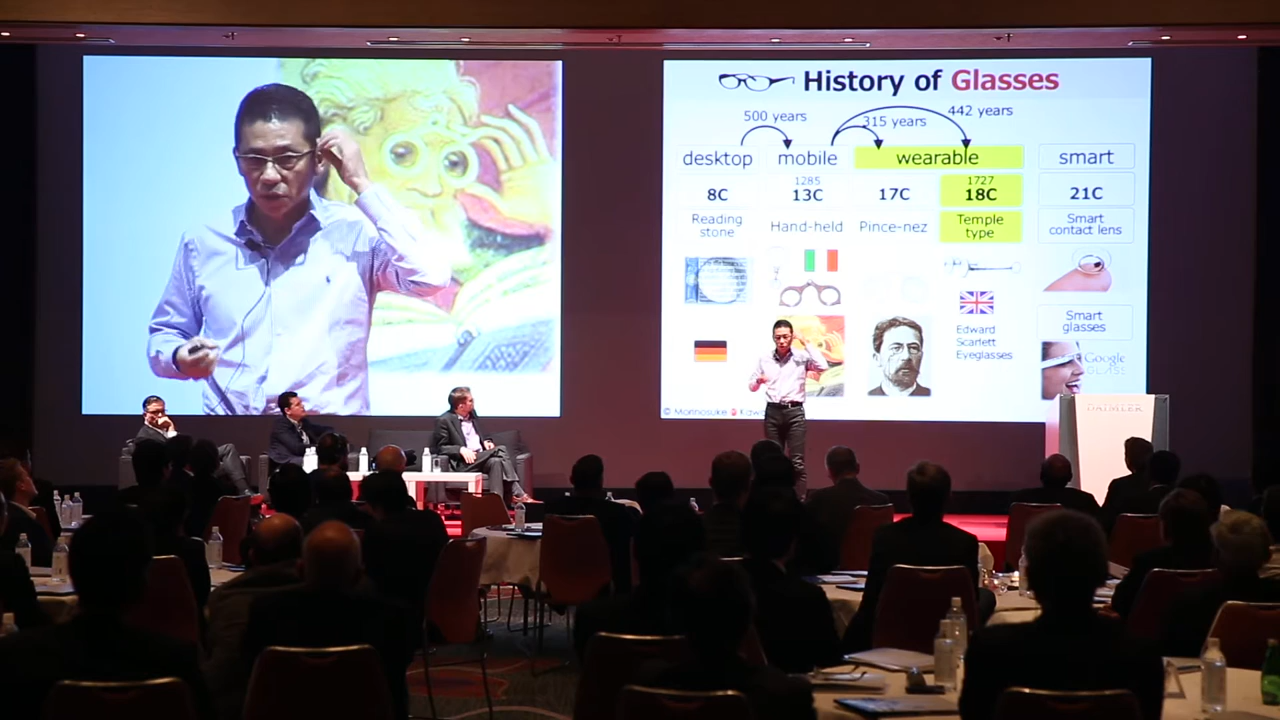 History of Glasses
500 years
315 years
442 years
desktop
mobile
wearable
smart
8C
1285
13C
17C
1727
18C
21C
Reading
stone
Hand-held
Pince-nez
Temple
type
Smart
contact lens
Edward
Scarlett
Eyeglasses
Smart
glasses
Google
GLASS
© Morinosuke
DAIMLER